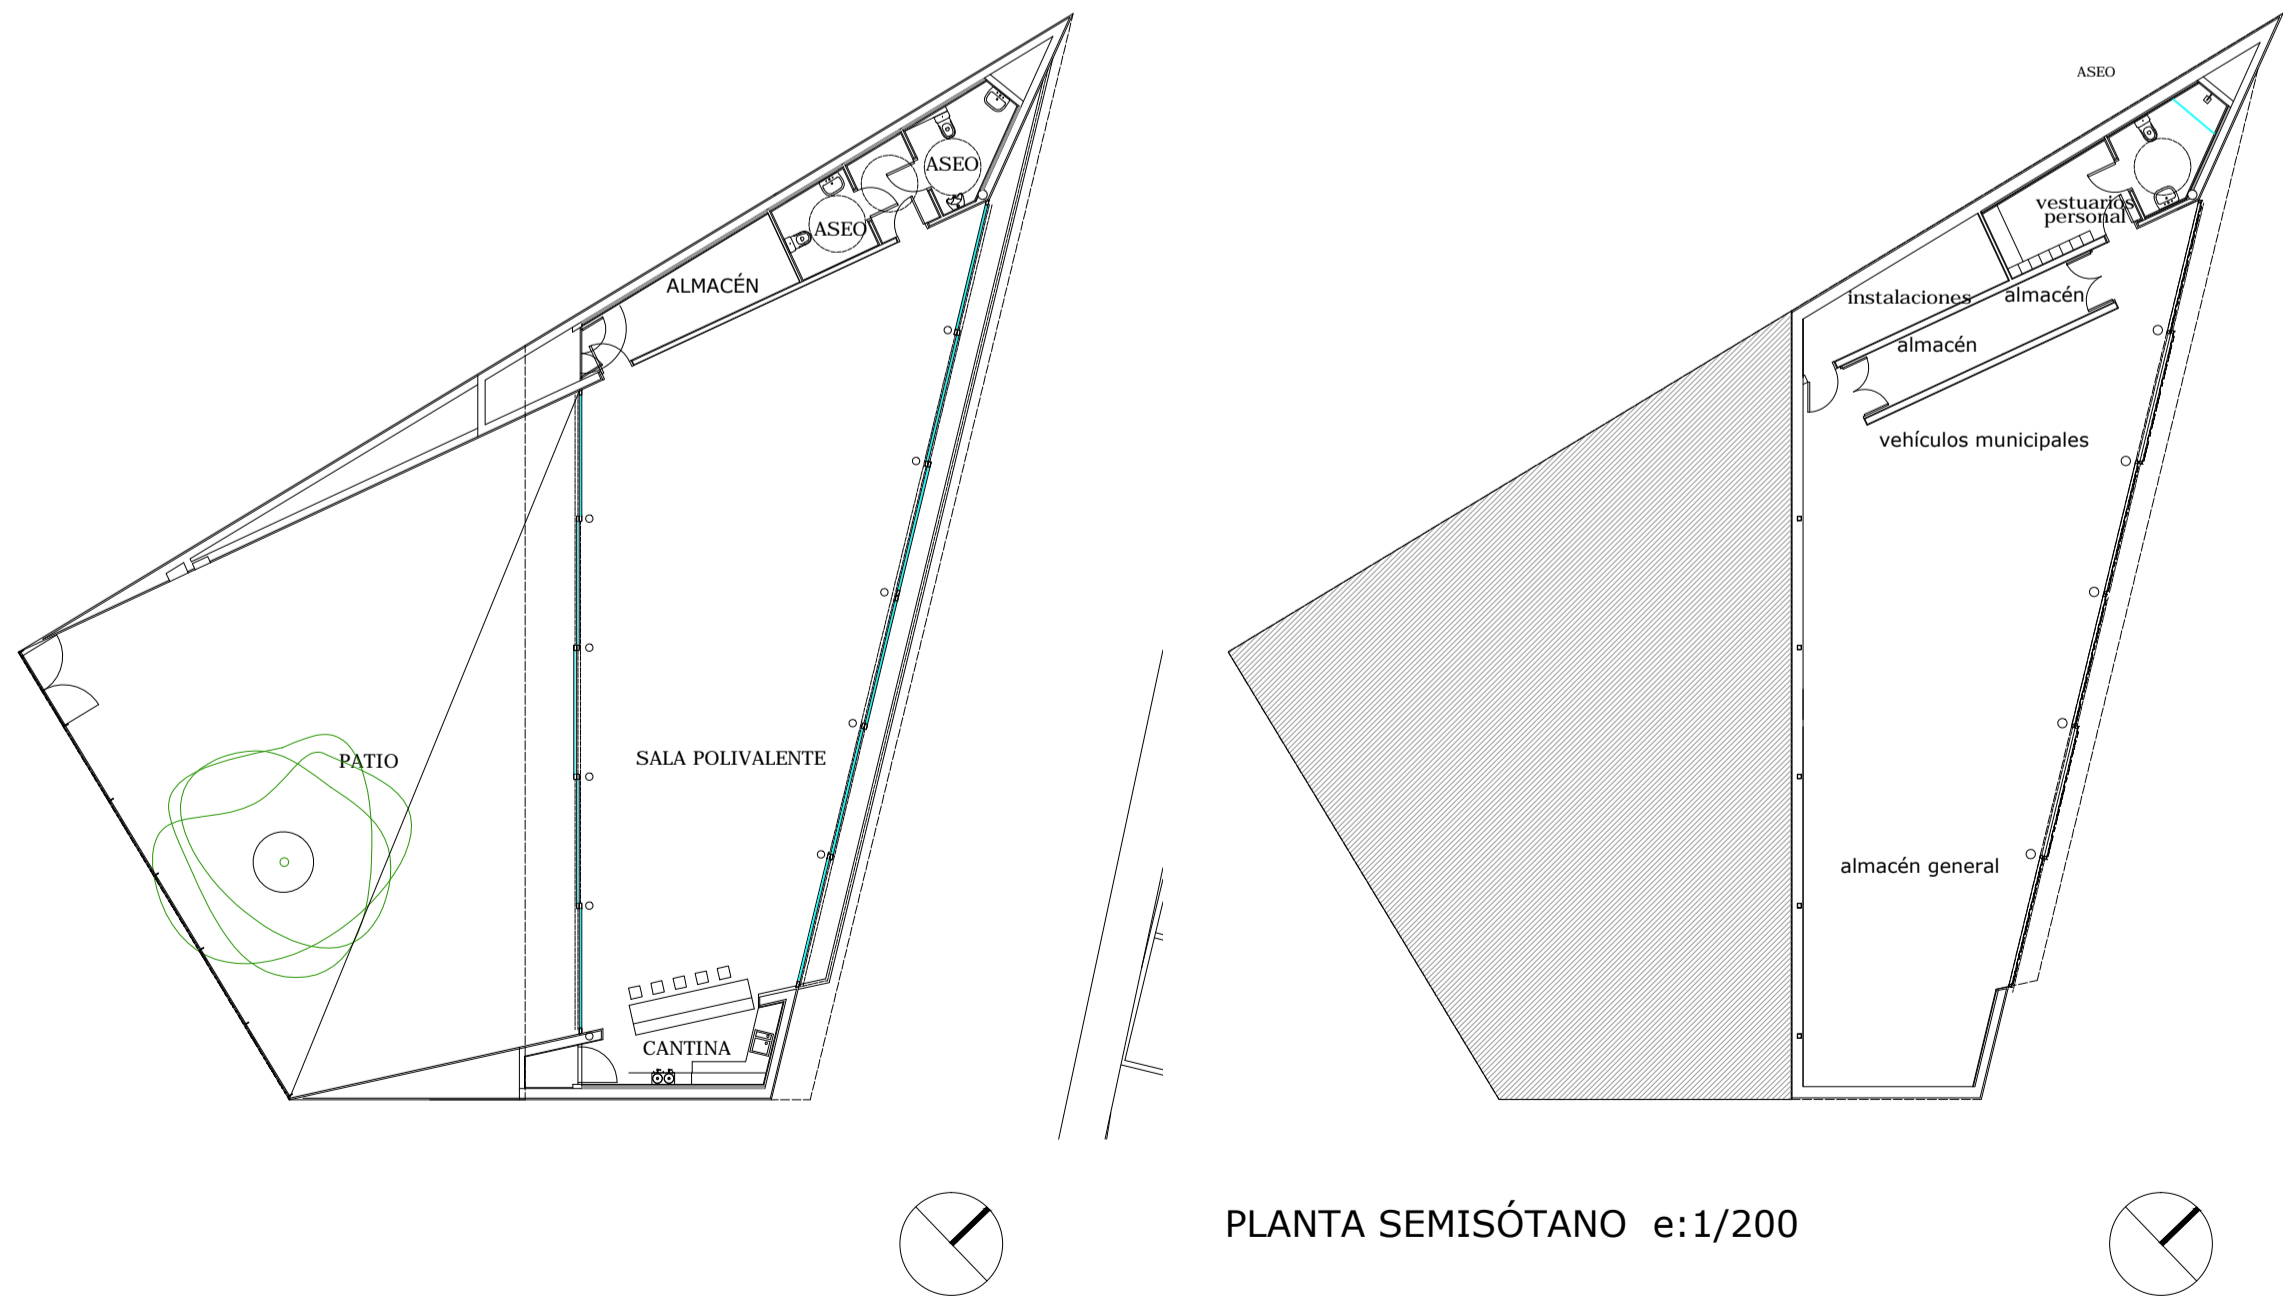 ASEO
ASEO
ALMACÉN
PATIO
SALA POLIVALENTE
CANTINA
ASEO
vestuarios
personal
instalaciones
almacén
almacén
vehículos municipales
almacén general
PLANTA SEMISÓTANO e:1/200